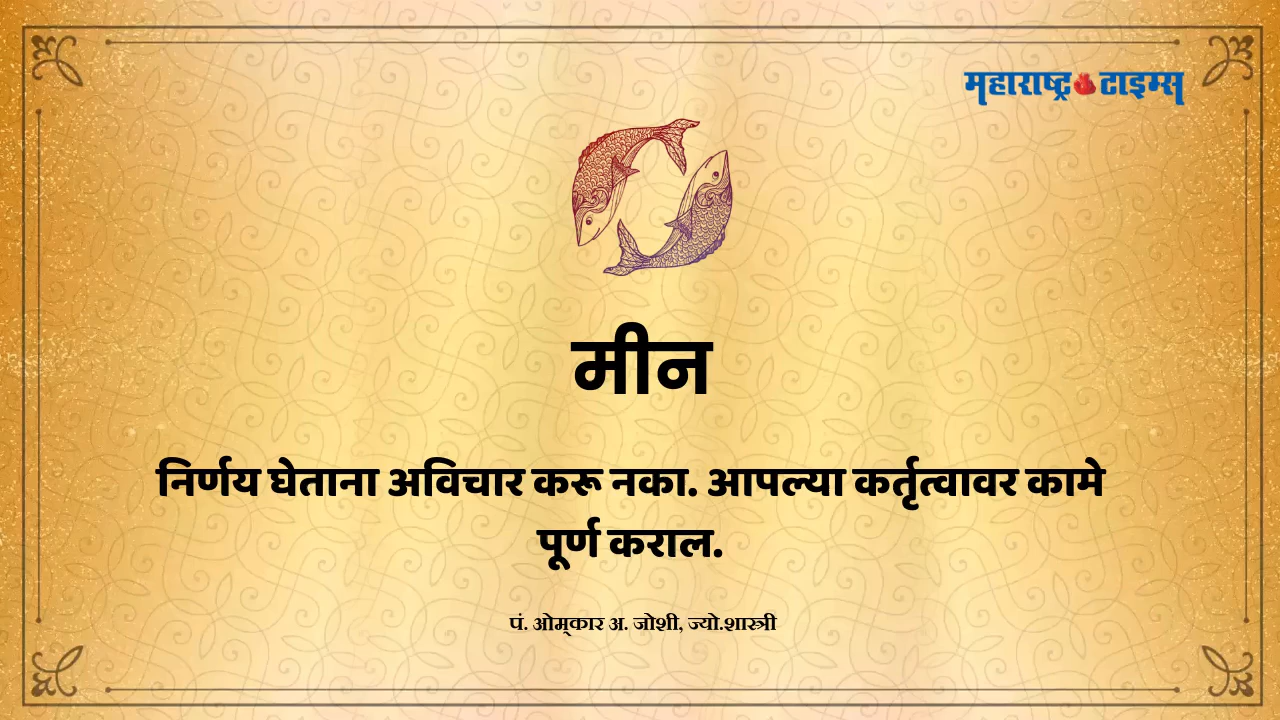 महाराष्ट्र टाइम्स
मीन
निर्णय घेताना अविचार करू नका. आपल्या कर्तृत्वावर कामे
पूर्ण कराल.
पं. ओम्‌कार अ. जोशी, ज्यो.शास्त्री